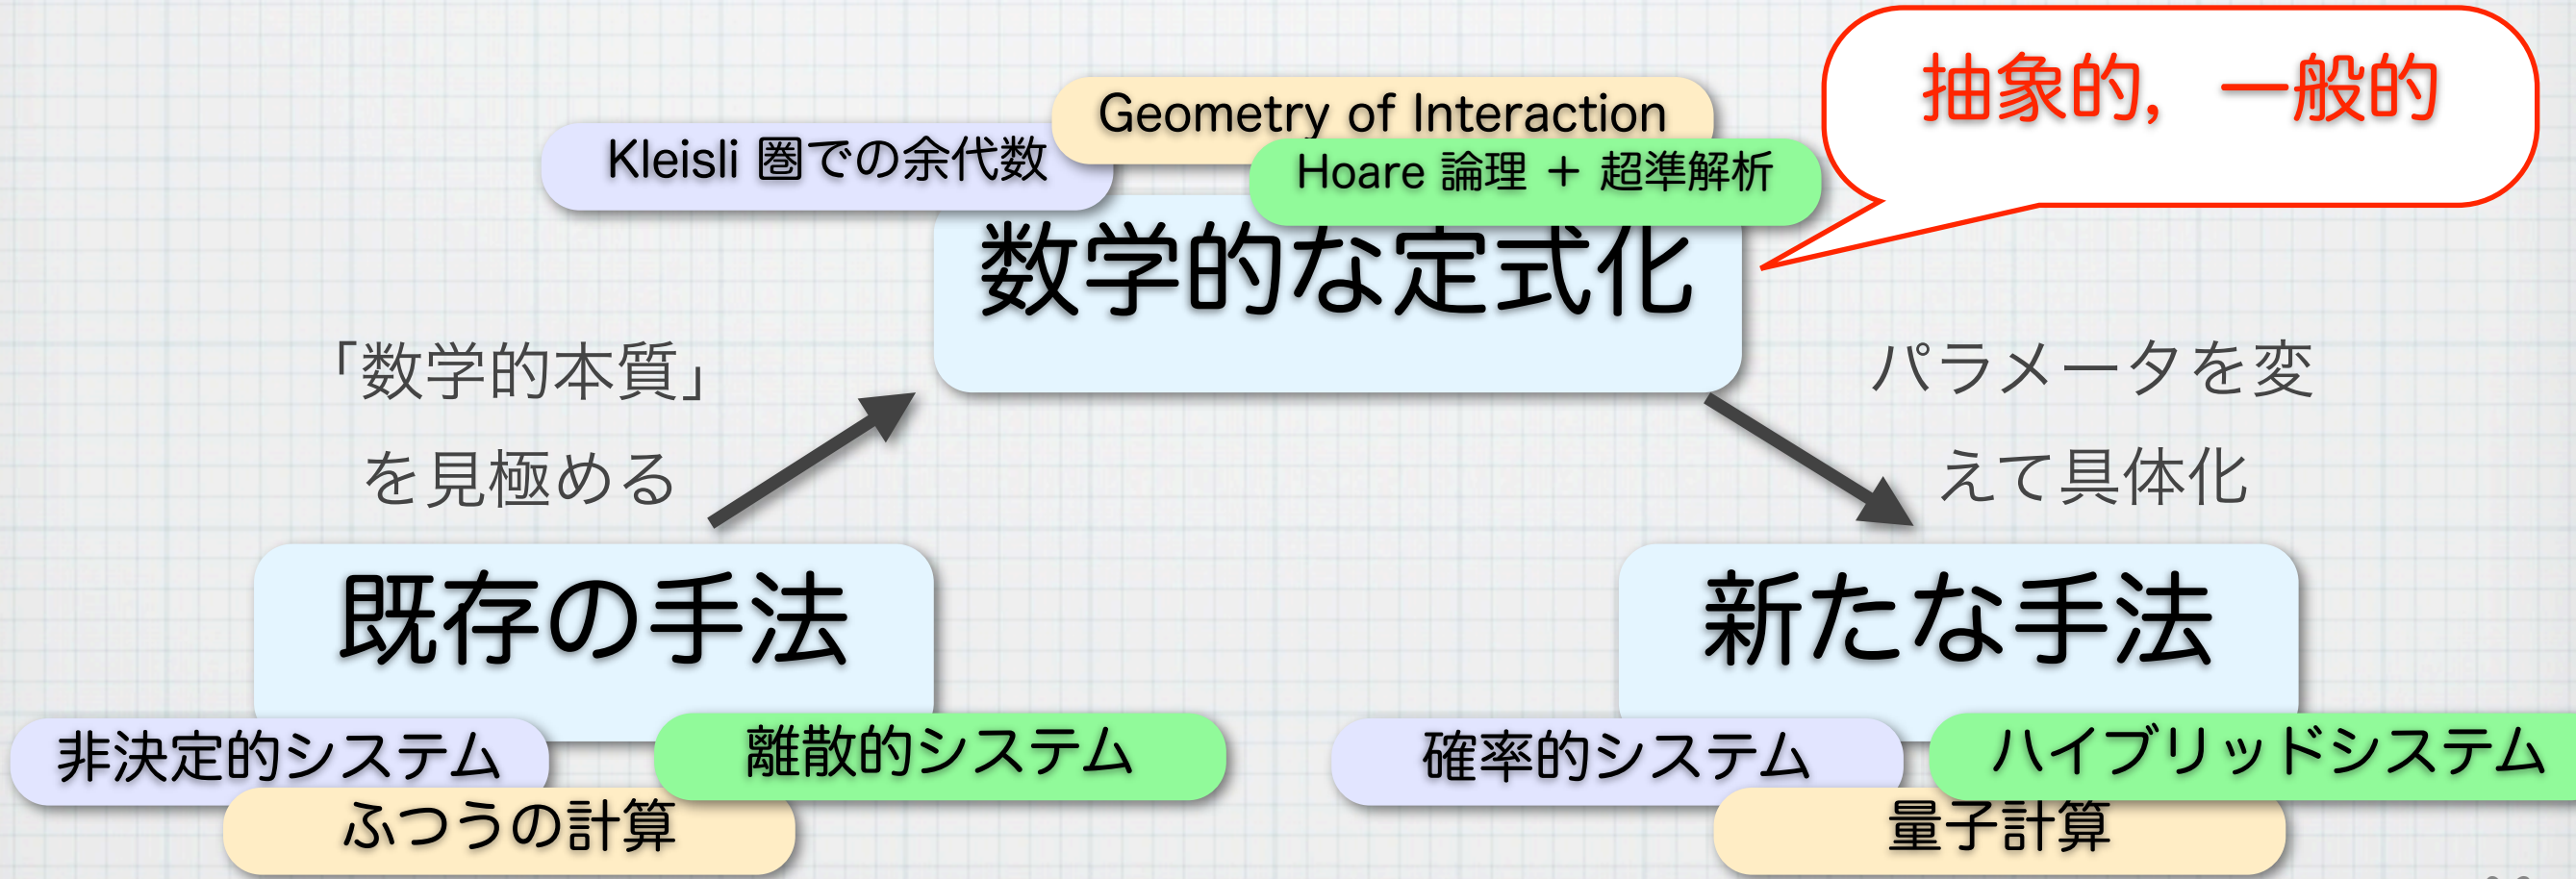 抽象的，一般的
Geometry of Interaction
Kleisli 圏での余代数
Hoare 論理 + 超準解析
数学的な定式化
「数学的本質」
を見極める
パラメータを変
えて具体化
既存の手法
新たな手法
非決定的システム
離散的システム
ふつうの計算
確率的システム
ハイブリッドシステム
量子計算